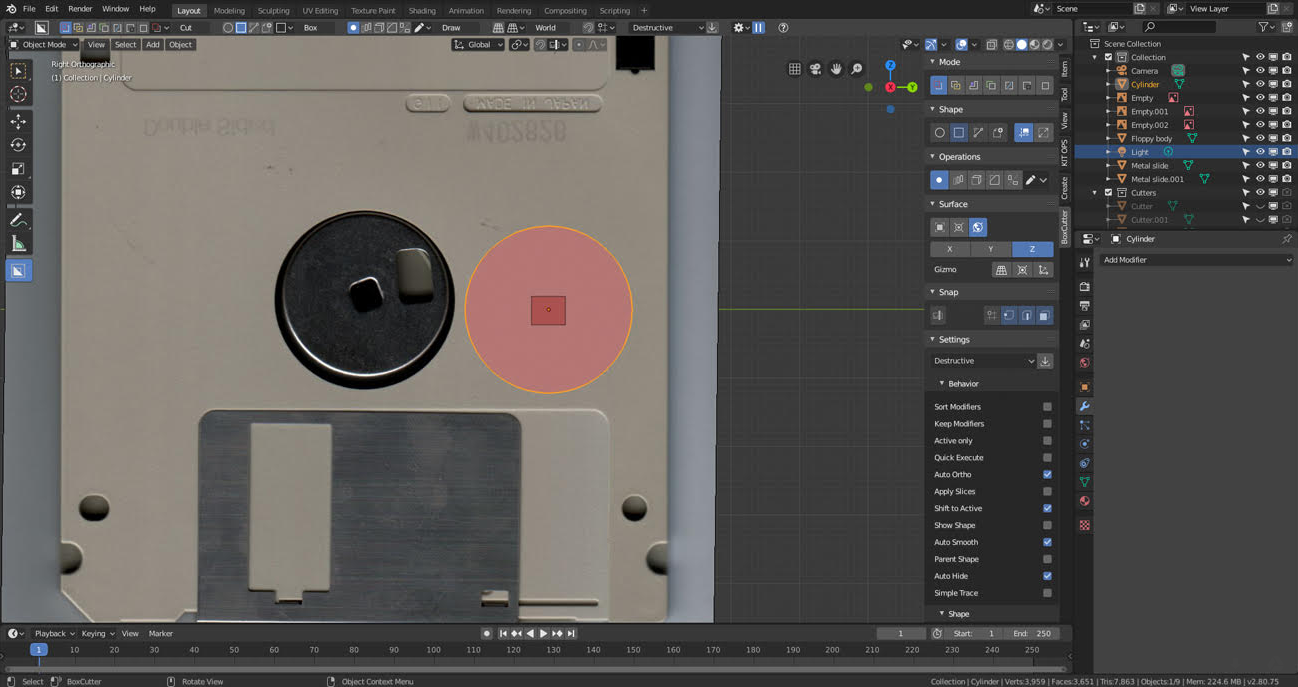 File Edit Render Window Help Layout Modeling Sculpting UV Editing Texture Paint Shading Animation Rendering Compositing Scripting + Scene View Layer
Cut Box Draw World Destructive
Object Mode View Select Add Object Global
Right Orthographic
(1) Collection | Cylinder
MADE IN JAPAN
Double Sided
W402826
Z
X
Y
Mode
Shape
Operations
Surface
X Y Z
Gizmo
Snap
Settings
Destructive
Behavior
Sort Modifiers
Keep Modifiers
Active only
Quick Execute
Auto Ortho
Apply Slices
Shift to Active
Show Shape
Auto Smooth
Parent Shape
Auto Hide
Simple Trace
Shape
Item
Tool
View
KIT OPS
Create
BoxCutter
Scene Collection
Collection
Camera
Cylinder
Empty
Empty.001
Empty.002
Floppy body
Light
Metal slide
Metal slide.001
Cutters
Cutter
Cutter.001
Cylinder
Add Modifier
Playback Keying View Marker 1 Start: 1 End: 250
1 10 20 30 40 50 60 70 80 90 100 110 120 130 140 150 160 170 180 190 200 210 220 230 240 250
Select BoxCutter Rotate View Object Context Menu Collection | Cylinder | Verts:3,959 | Faces:3,651 | Tris:7,863 | Objects:1/9 | Mem: 224.6 MB | v2.80.75